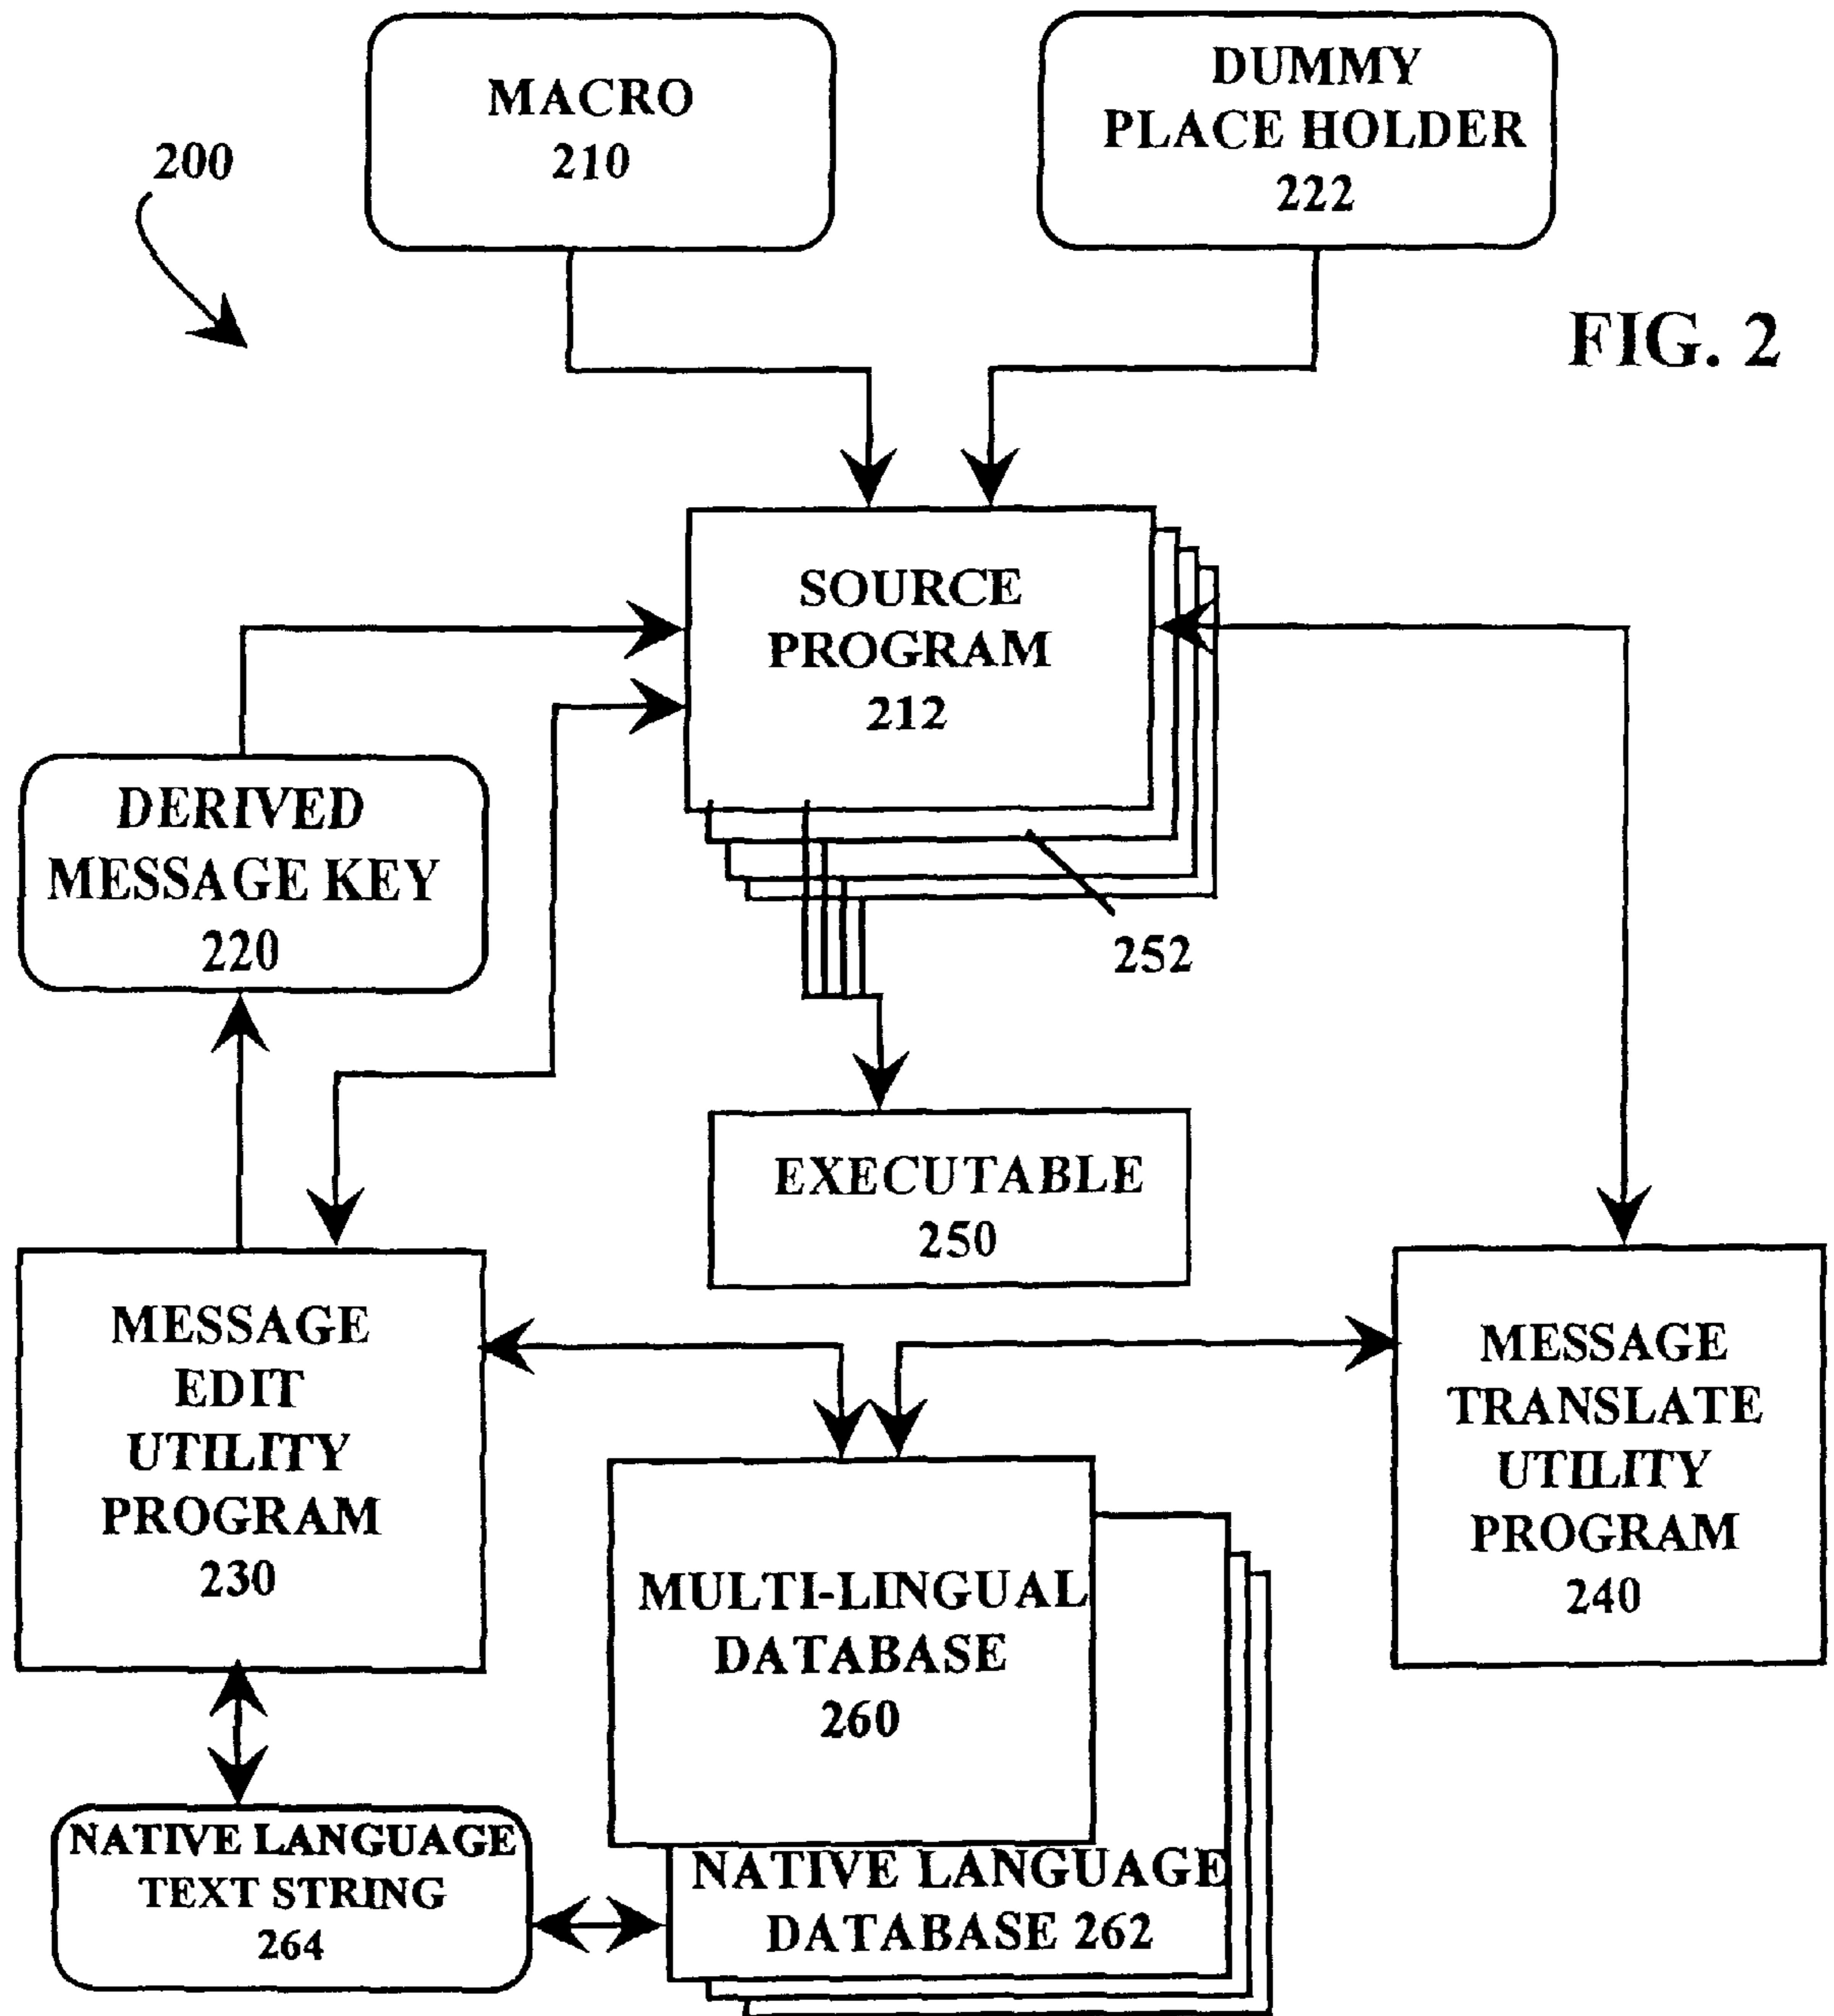 MACRO
210
DUMMY
PLACE HOLDER
222
200
FIG. 2
SOURCE
PROGRAM
212
DERIVED
MESSAGE KEY
220
252
EXECUTABLE
250
MESSAGE
EDIT
UTILITY
PROGRAM
230
MESSAGE
TRANSLATE
UTILITY
PROGRAM
240
MULTI-LINGUAL
DATABASE
260
NATIVE LANGUAGE
TEXT STRING
264
NATIVE LANGUAGE
DATABASE 262